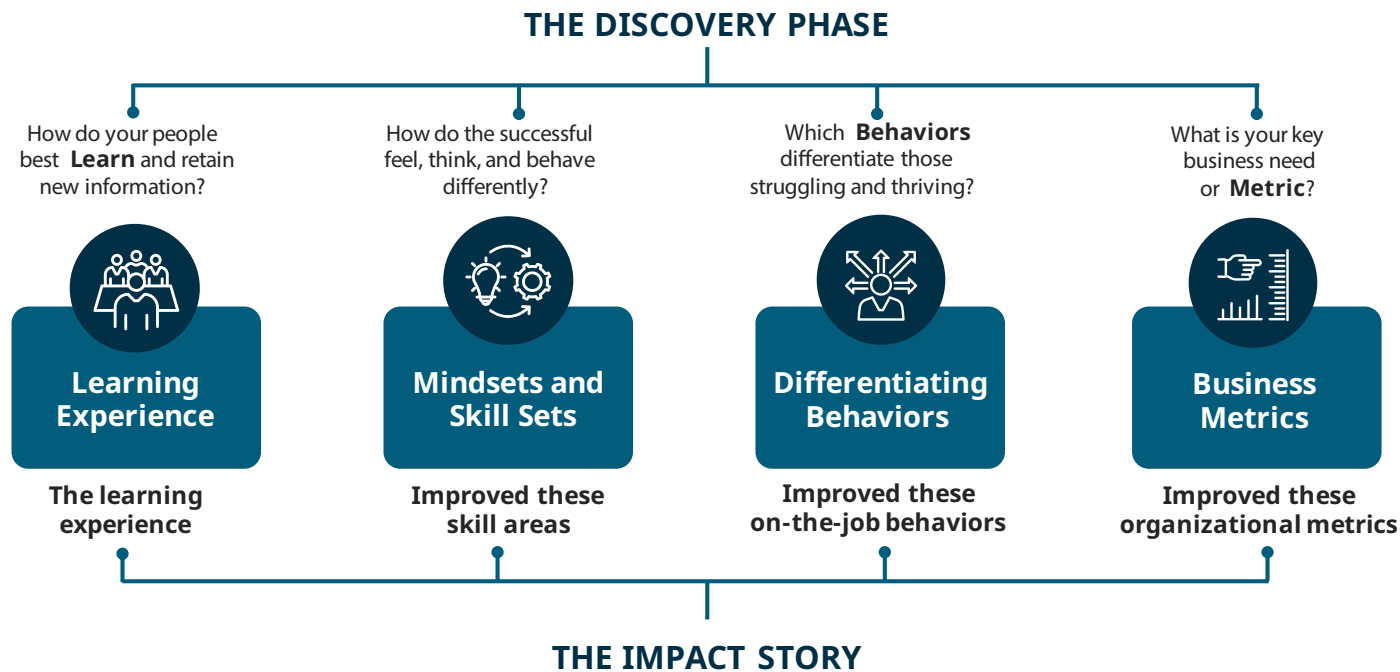 THE DISCOVERY PHASE
How do your people
best Learn and retain
new information?
How do the successful
feel, think, and behave
differently?
Which Behaviors
differentiate those
struggling and thriving?
What is your key
business need
or Metric?
Learning
Experience
Mindsets and
Skill Sets
Differentiating
Behaviors
Business
Metrics
The learning
experience
Improved these
skill areas
Improved these
on-the-job behaviors
Improved these
organizational metrics
THE IMPACT STORY